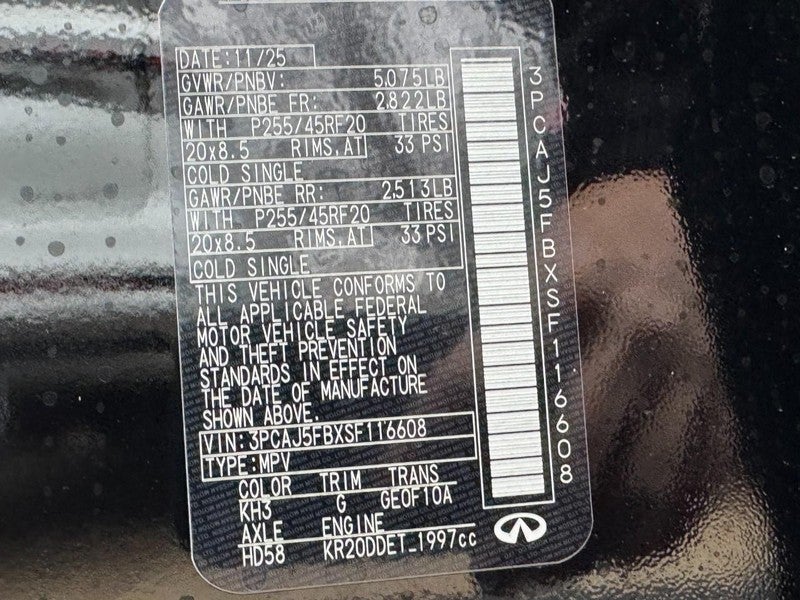 DATE:11/25
GVWR/PNBV: 5,075LB
GAWR/PNBE FR: 2,822LB
WITH P255/45RF20 TIRES
20x8.5 RIMS,AT 33 PSI
COLD SINGLE
GAWR/PNBE RR: 2,513LB
WITH P255/45RF20 TIRES
20x8.5 RIMS,AT 33 PSI
COLD SINGLE
THIS VEHICLE CONFORMS TO
ALL APPLICABLE FEDERAL
MOTOR VEHICLE SAFETY
AND THEFT PREVENTION
STANDARDS IN EFFECT ON
THE DATE OF MANUFACTURE
SHOWN ABOVE.
VIN:3PCAJ5FBXSF116608
TYPE:MPV
COLOR TRIM TRANS
KH3 G GEOF10A
AXLE ENGINE
HD58 KR20DDET_1997cc
3PCAJ5FBXSF116608